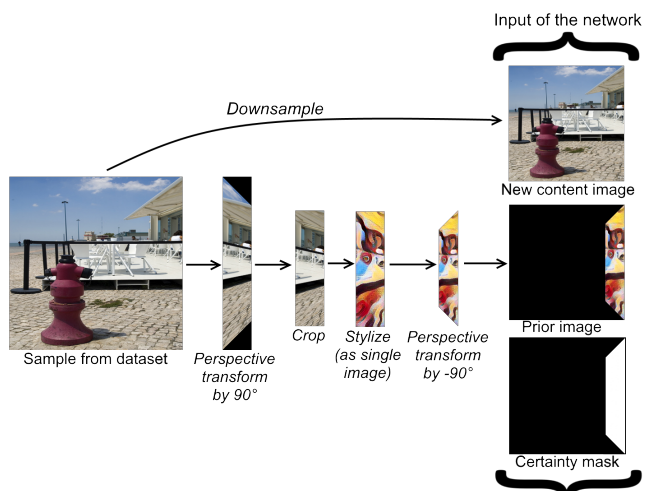 Input of the network
Downsample
New content image
Sample from dataset
Perspective
transform
by 90°
Crop
Stylize
(as single
image)
Perspective
transform
by -90°
Prior image
Certainty mask